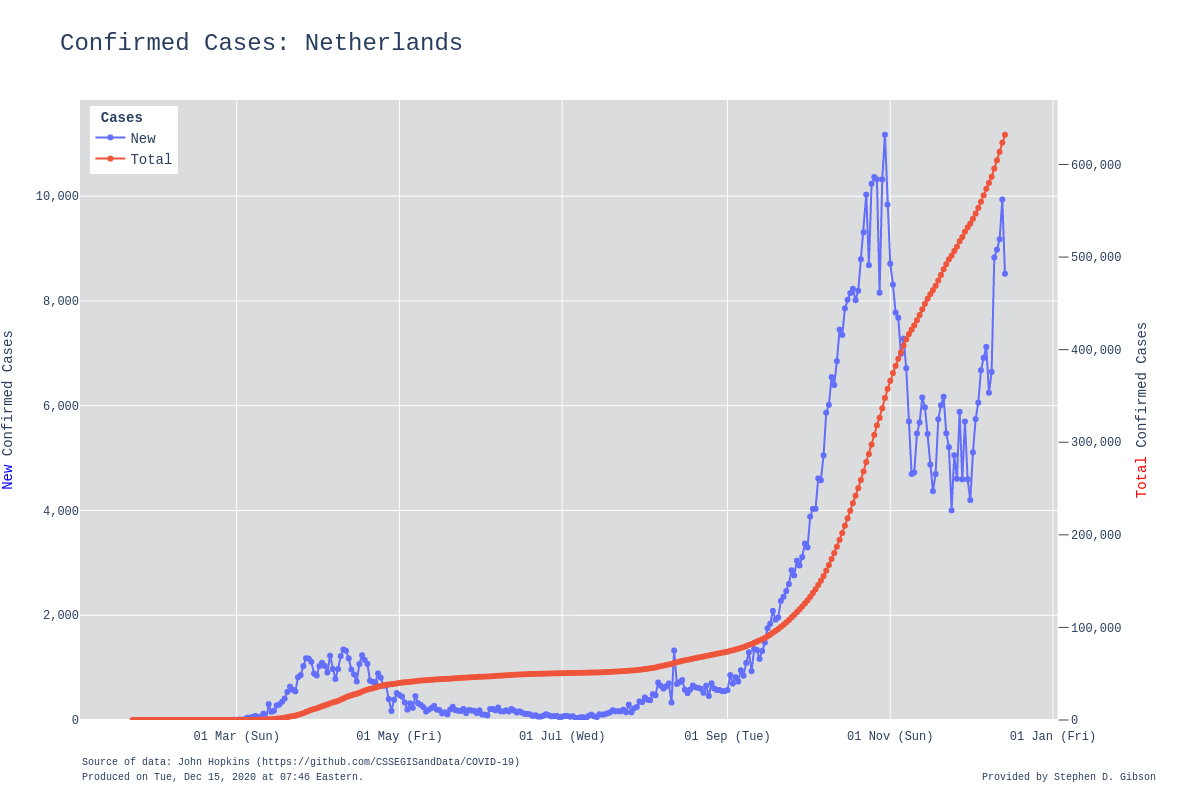 Confirmed Cases: Netherlands
Cases
New
Total
10,000
8,000
6,000
4,000
2,000
0
New Confirmed Cases
600,000
500,000
400,000
300,000
200,000
100,000
0
Total Confirmed Cases
01 Mar (Sun) 01 May (Fri) 01 Jul (Wed) 01 Sep (Tue) 01 Nov (Sun) 01 Jan (Fri)
Source of data: John Hopkins (https://github.com/CSSEGISandData/COVID-19)
Produced on Tue, Dec 15, 2020 at 07:46 Eastern.
Provided by Stephen D. Gibson